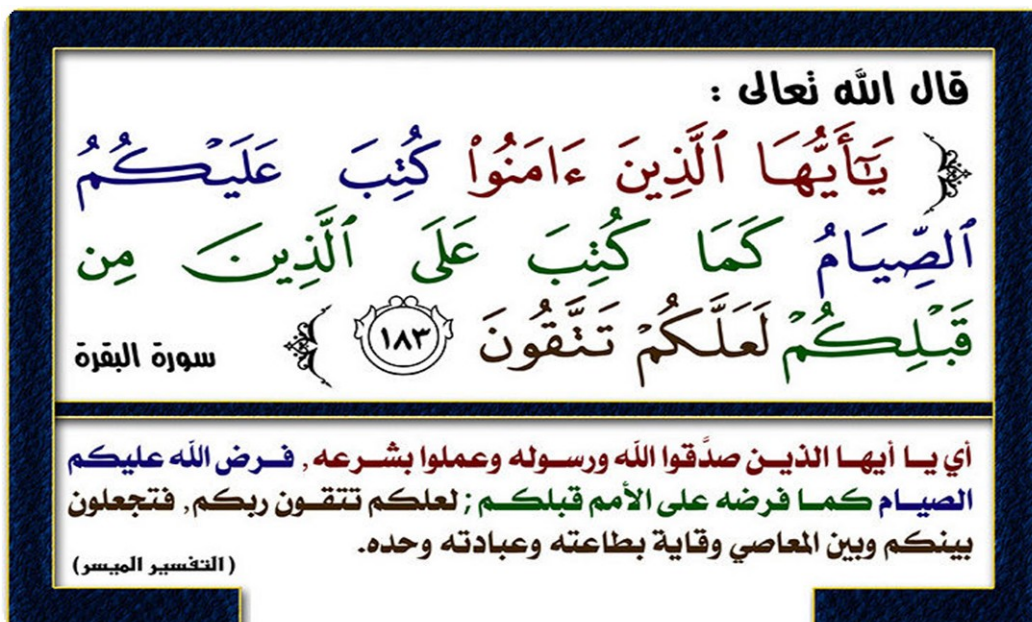 قال الله تعالى :
﴿ يَٰٓأَيُّهَا ٱلَّذِينَ ءَامَنُواْ كُتِبَ عَلَيۡكُمُ
ٱلصِّيَامُ كَمَا كُتِبَ عَلَى ٱلَّذِينَ مِن
قَبۡلِكُمۡ لَعَلَّكُمۡ تَتَّقُونَ ١٨٣ ﴾ سورة البقرة
أي يا أيها الذين صدَّقوا الله ورسوله وعملوا بشرعه, فرض الله عليكم
الصيام كما فرضه على الأمم قبلكم; لعلكم تتقون ربكم, فتجعلون
بينكم وبين المعاصي وقاية بطاعته وعبادته وحده.
(التفسير الميسر)